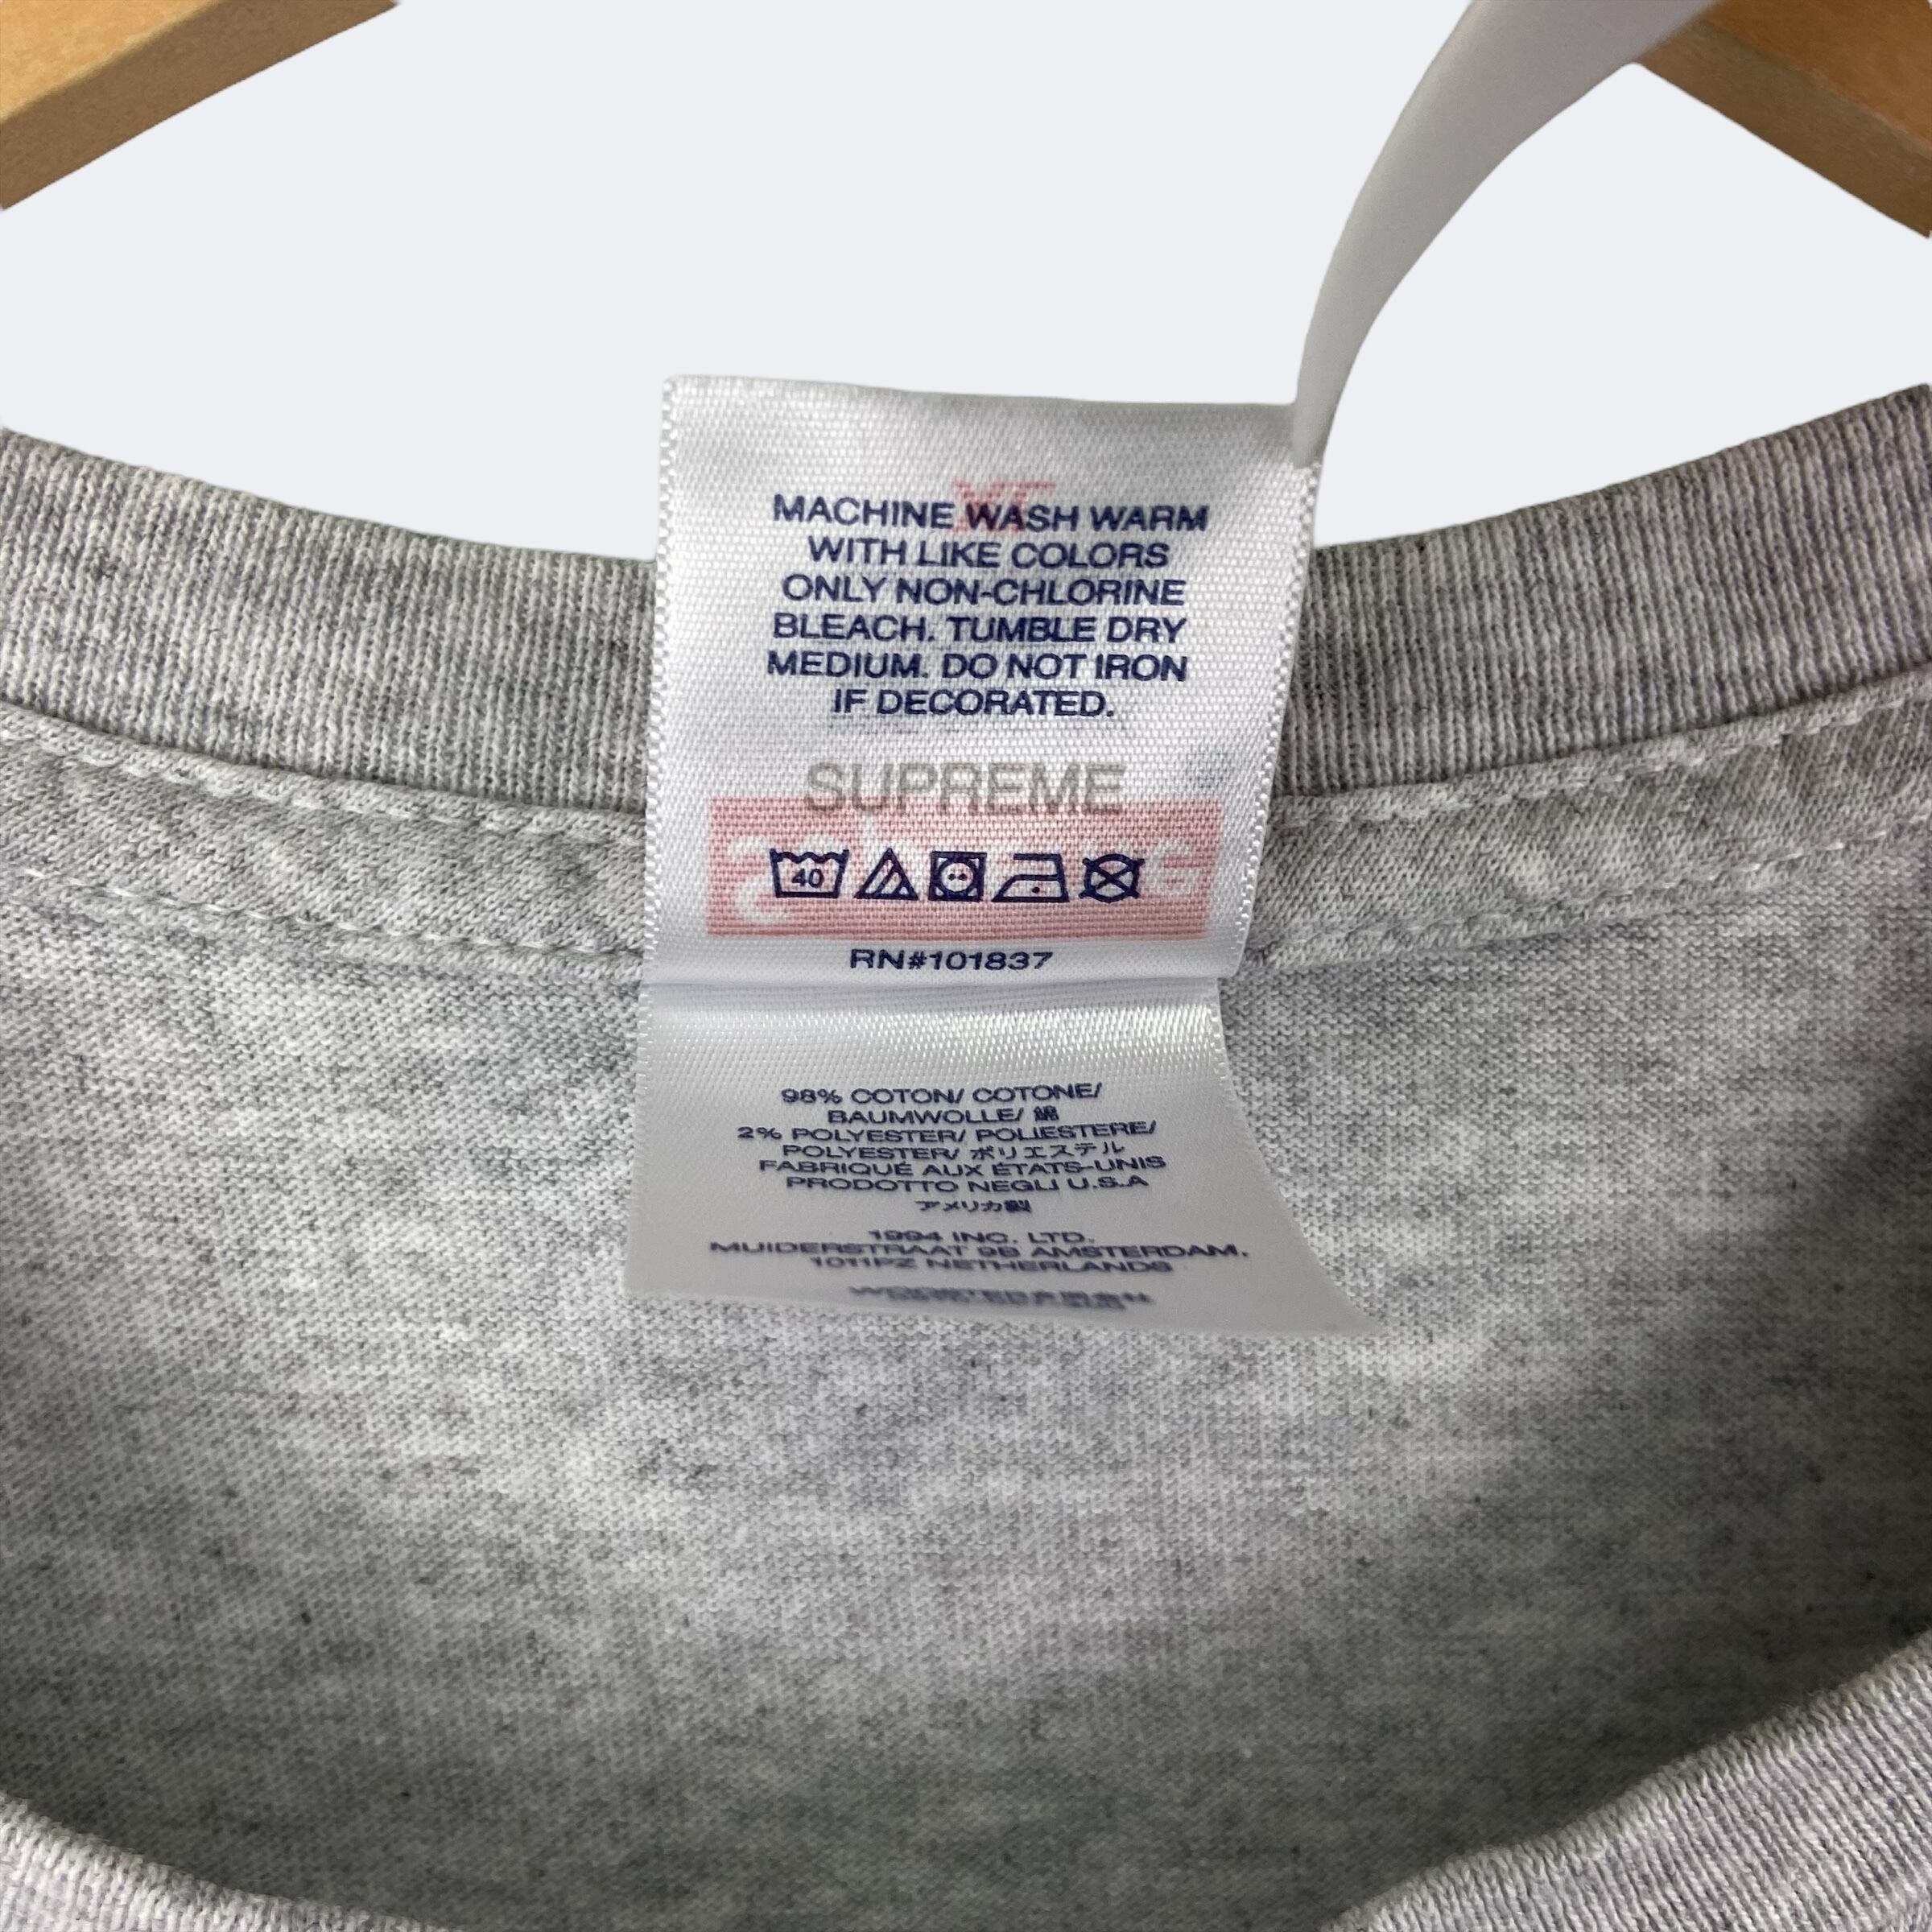 MACHINE WASH WARM
WITH LIKE COLORS
ONLY NON-CHLORINE
BLEACH. TUMBLE DRY
MEDIUM. DO NOT IRON
IF DECORATED.
SUPREME
40
RN#101837
98% COTON/ COTONE/
BAUMWOLLE/ 綿
2% POLYESTER/ POLIESTERE/
POLYESTER/ ポリエステル
FABRIQUÉ AUX ÉTATS-UNIS
PRODOTTO NEGLI U.S.A
アメリカ製
1994 INC. LTD.
MUIDERSTRAAT 9B AMSTERDAM,
1011PZ NETHERLANDS